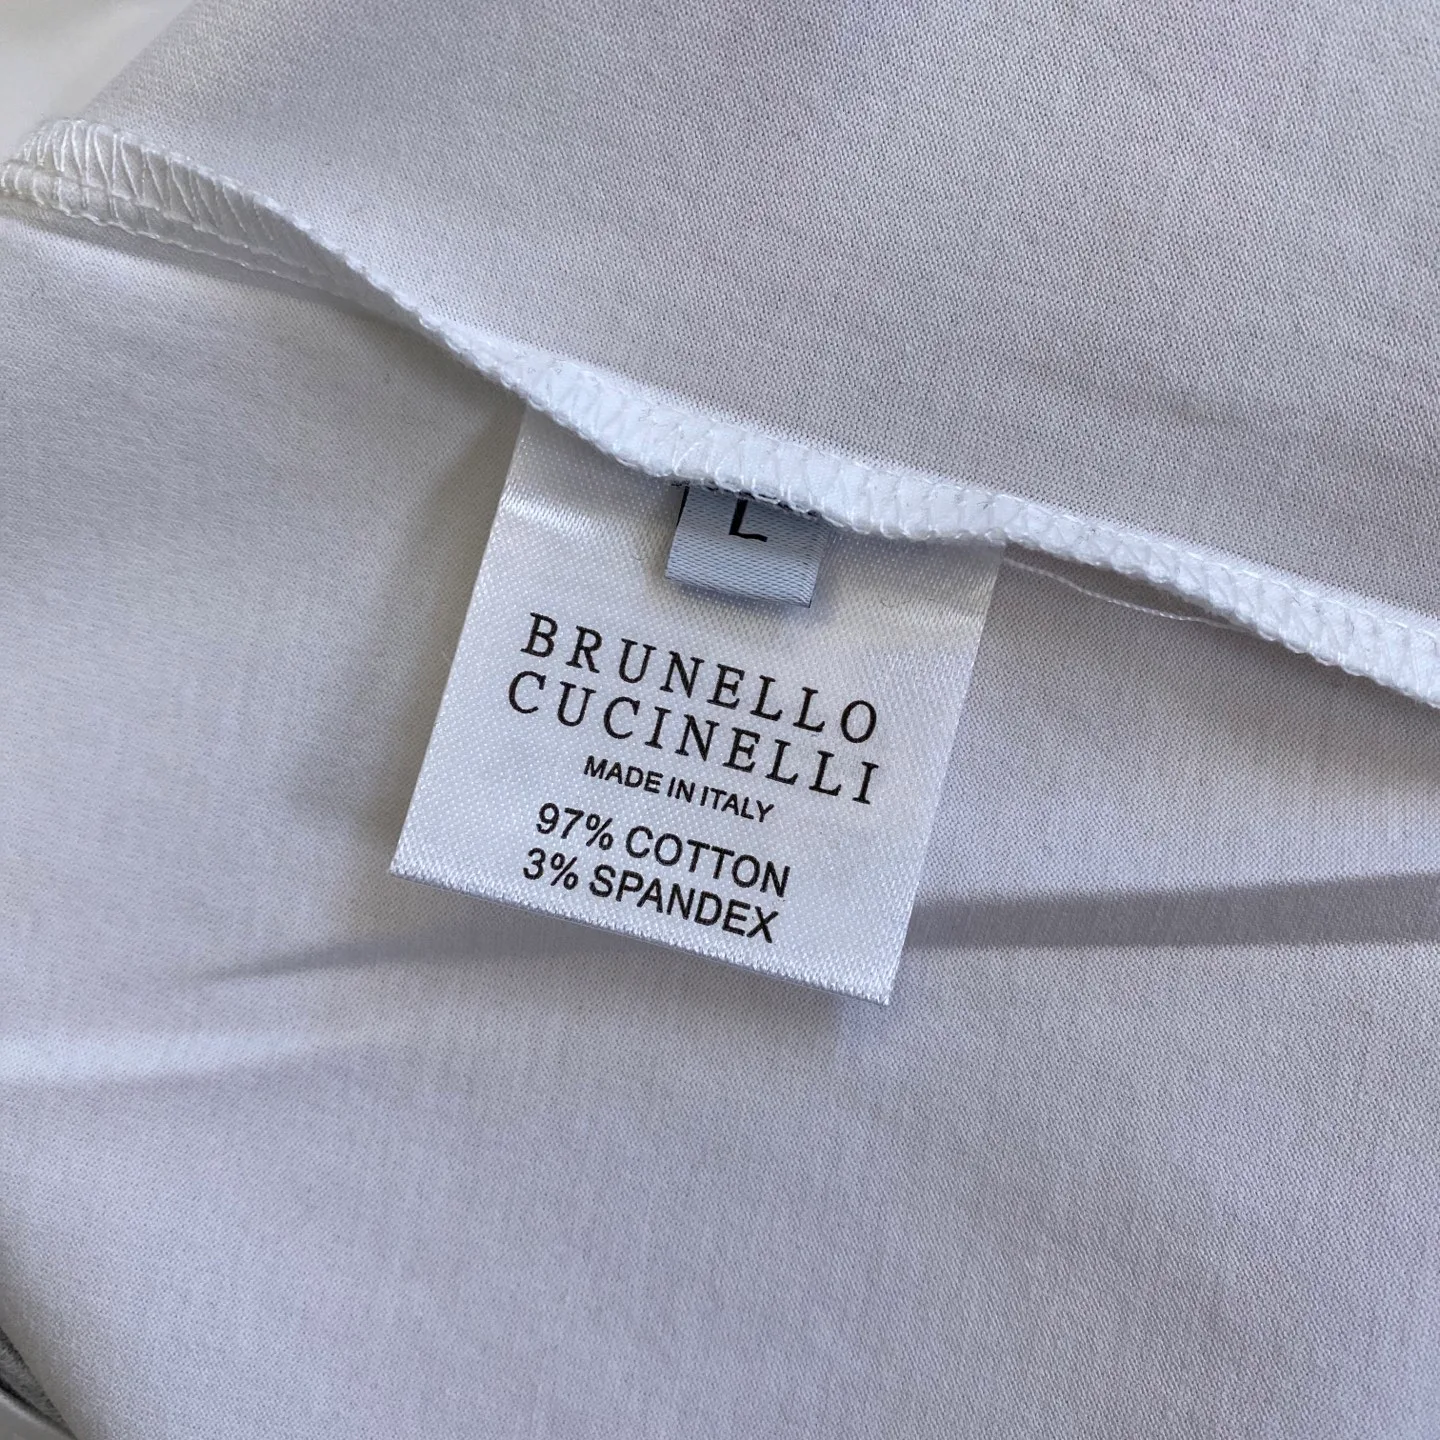 L
BRUNELLO
CUCINELLI
MADE IN ITALY
97% COTTON
3% SPANDEX